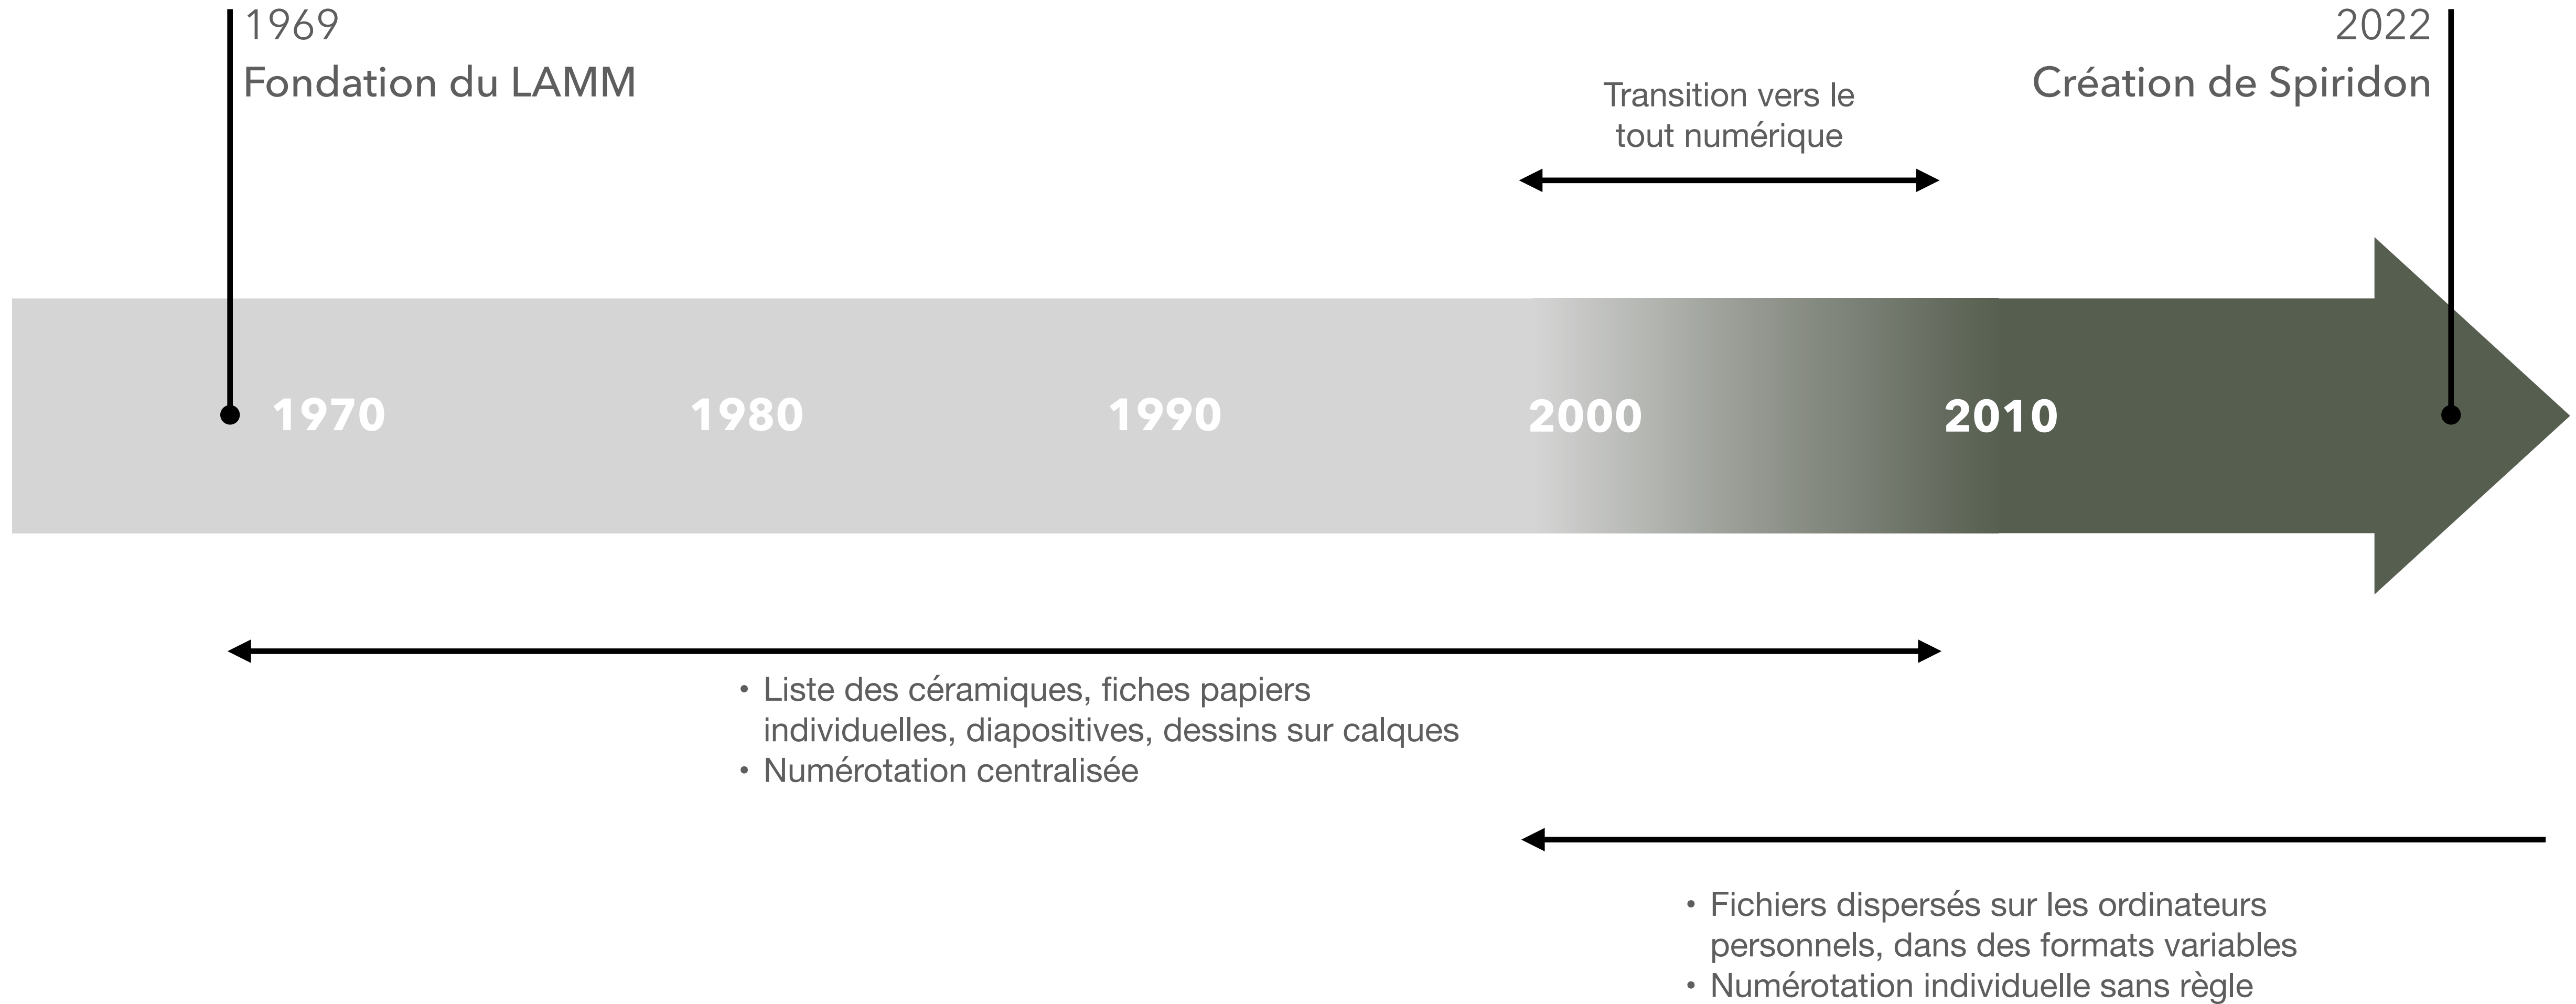 1969
Fondation du LAMM
2022
Création de Spiridon
Transition vers le
tout numérique
1970 1980 1990 2000 2010
• Liste des céramiques, fiches papiers
individuelles, diapositives, dessins sur calques
• Numérotation centralisée
• Fichiers dispersés sur les ordinateurs
personnels, dans des formats variables
• Numérotation individuelle sans règle